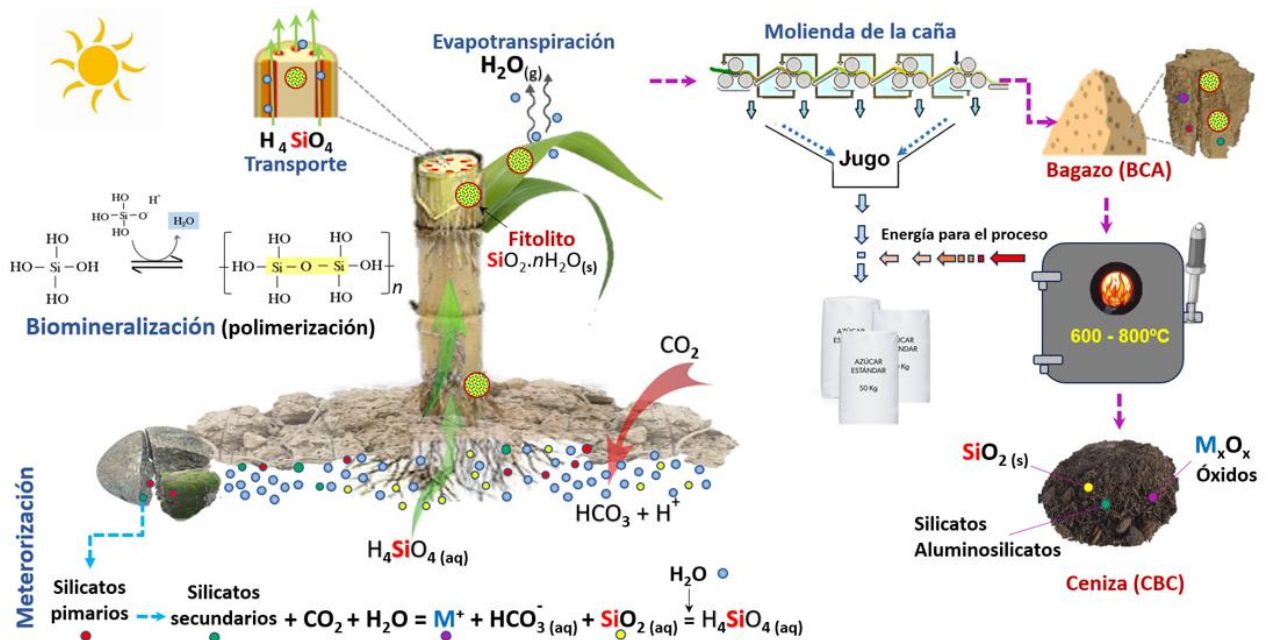 Evapotranspiración
H₂O(g)
H₄SiO₄
Transporte
Molienda de la caña
Jugo
Bagazo (BCA)
Energía para el proceso
600 - 800ºC
AZÚCAR
ESTÁNDAR
50 Kg
Fitolito
SiO₂.nH₂O(s)
HO
HO-Si-O⁻ H⁺
HO
H₂O
HO
HO-Si-OH
HO
HO HO
HO-Si-O-Si-OH
HO HO
n
Biomineralización (polimerización)
CO₂
HCO₃ + H⁺
H₄SiO₄ (aq)
SiO₂ (s)
MₓOₓ
Óxidos
Silicatos
Aluminosilicatos
Ceniza (CBC)
Meterorización
Silicatos
pimarios
Silicatos
secundarios
+ CO₂ + H₂O = M⁺ + HCO₃⁻(aq) + SiO₂ (aq) = H₄SiO₄ (aq)
H₂O